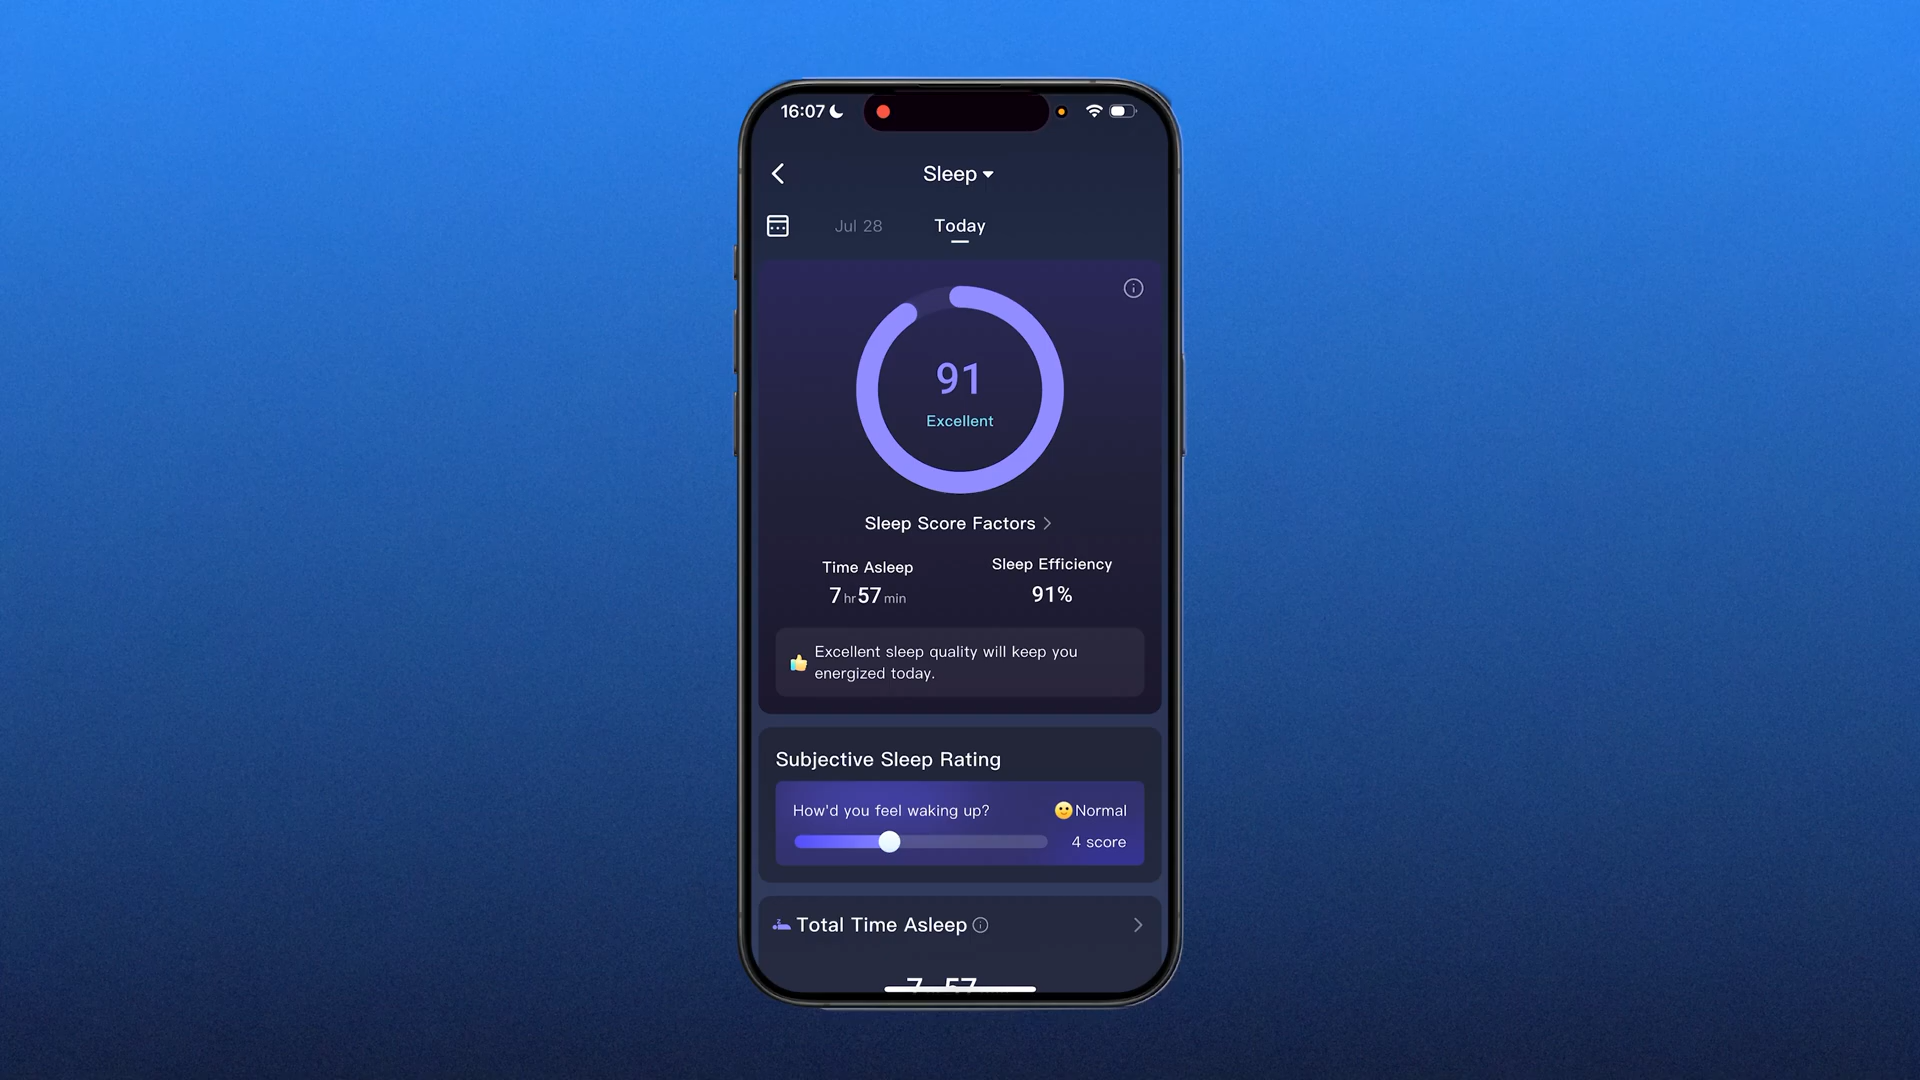 16:07
Sleep
Jul 28
Today
91
Excellent
Sleep Score Factors
Time Asleep
Sleep Efficiency
7 hr 57 min
91%
Excellent sleep quality will keep you
energized today.
Subjective Sleep Rating
How'd you feel waking up?
Normal
4 score
Total Time Asleep
7 57